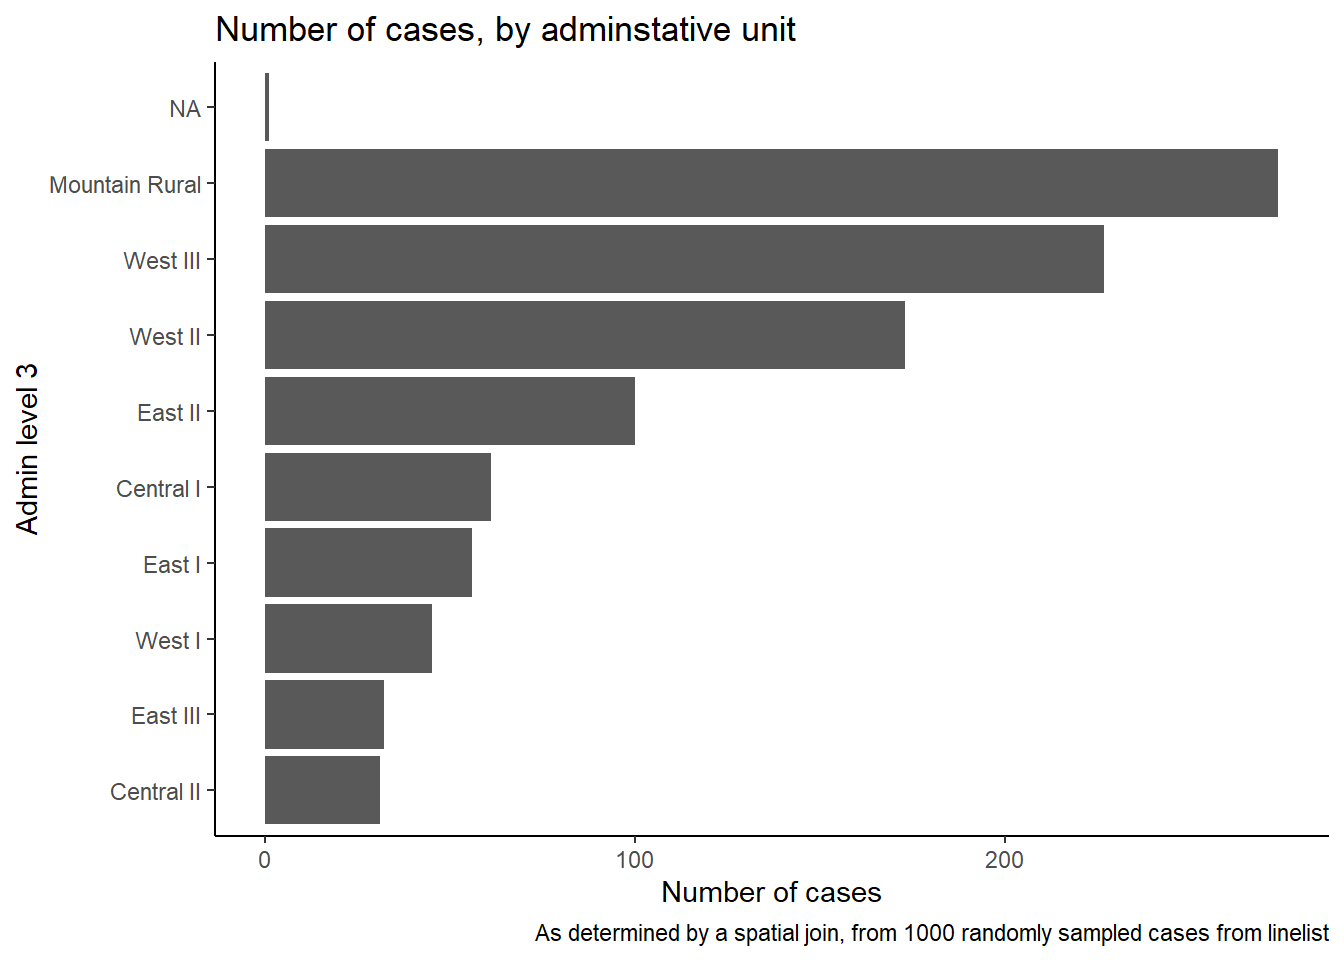 Number of cases, by adminstative unit
NA
Mountain Rural
West III
West II
East II
Central I
East I
West I
East III
Central II
Admin level 3
0 100 200
Number of cases
As determined by a spatial join, from 1000 randomly sampled cases from linelist